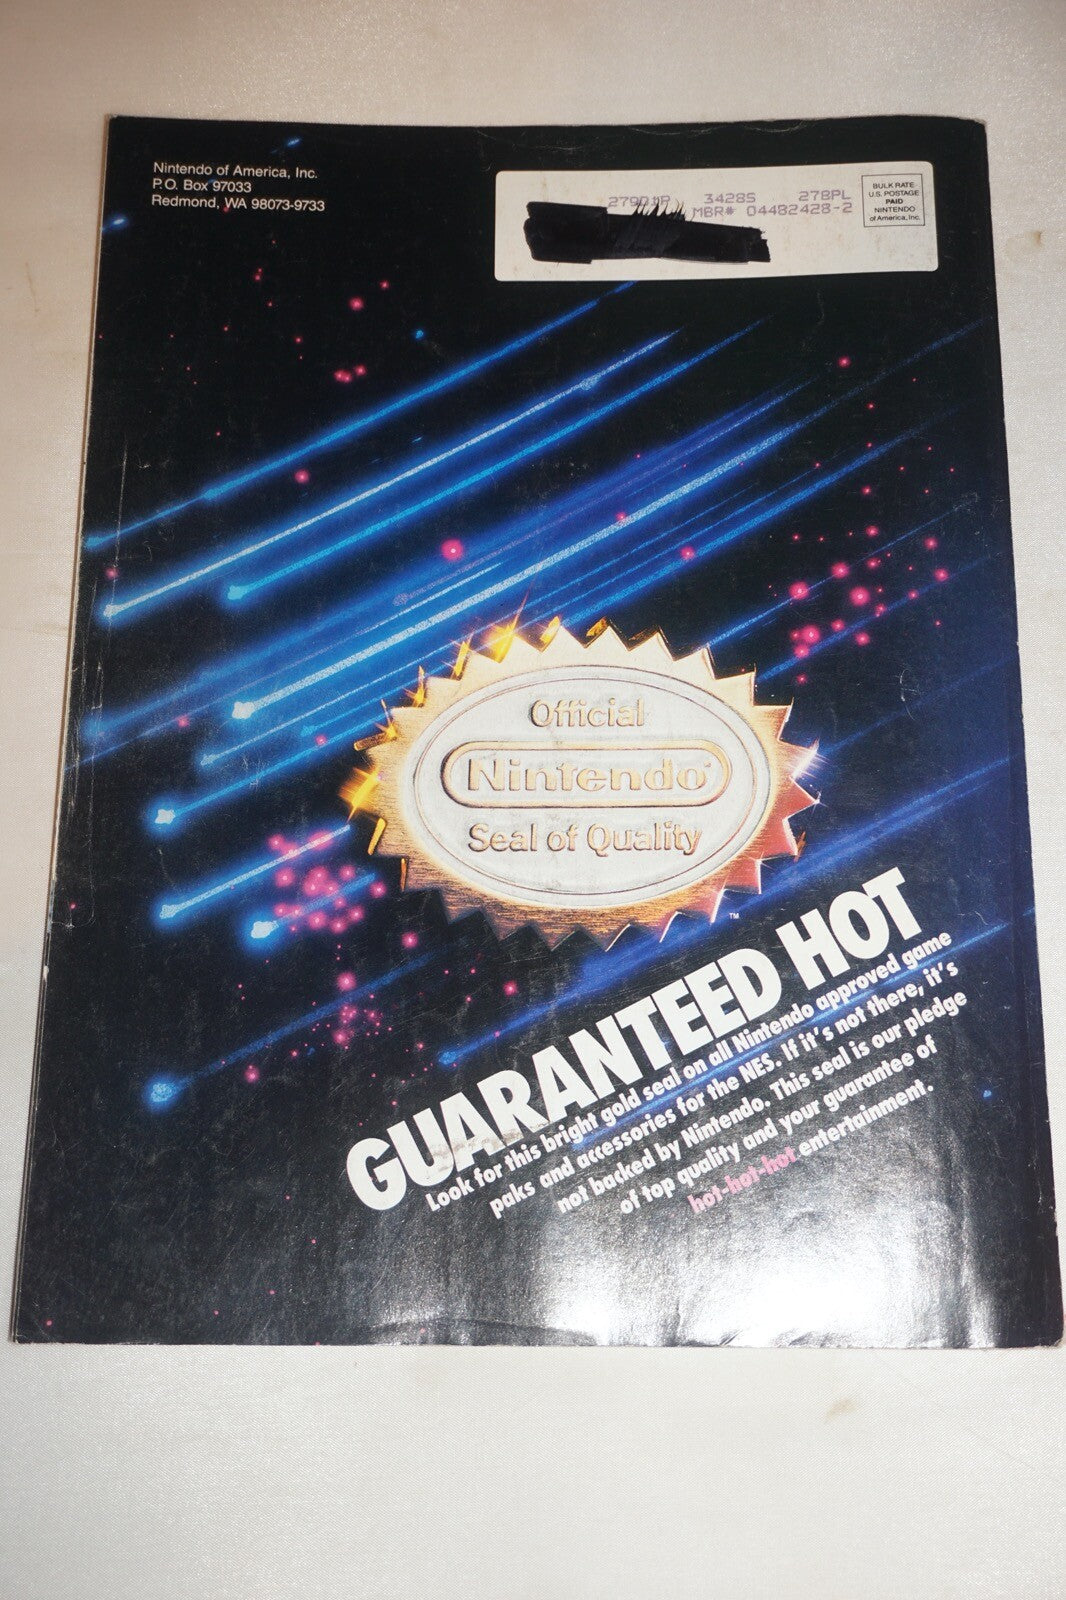 Nintendo of America, Inc.
P.O. Box 97033
Redmond, WA 98073-9733
3428S 278PL
MBR# 04482428-2
BULK RATE
U.S. POSTAGE
PAID
NINTENDO
of America, Inc.
Official
Nintendo
Seal of Quality
TM
GUARANTEED HOT
Look for this bright gold seal on all Nintendo approved game
paks and accessories for the NES. If it's not there, it's
not backed by Nintendo. This seal is our pledge
of top quality and your guarantee of
hot-hot-hot entertainment.